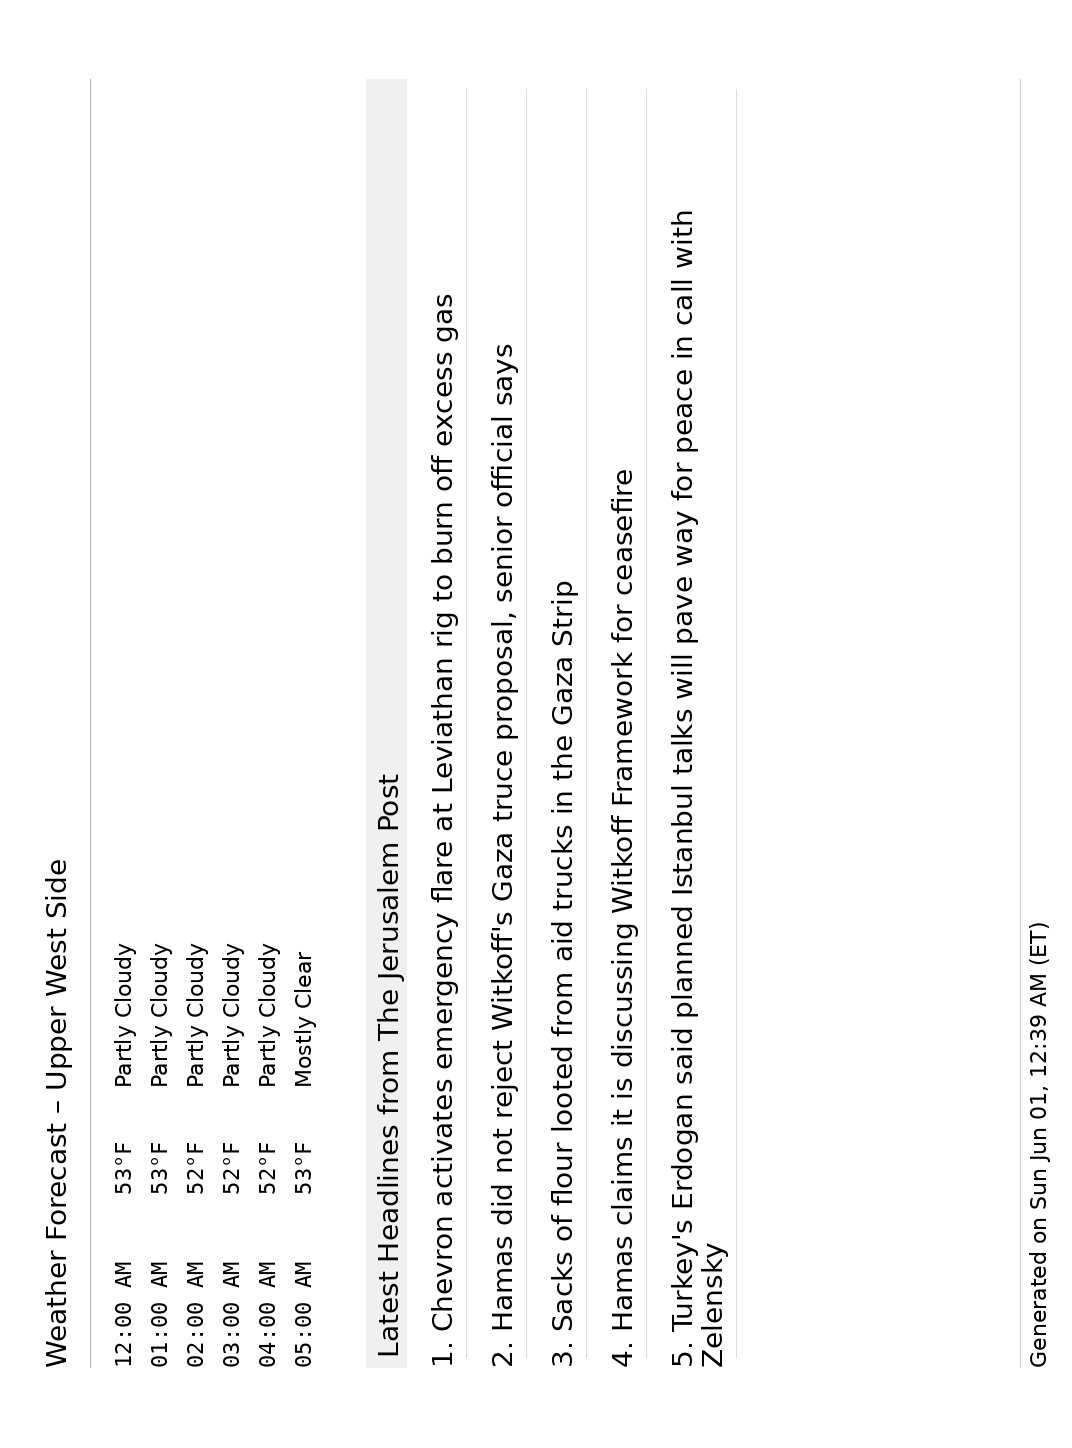 Weather Forecast – Upper West Side
12:00 AM 53°F Partly Cloudy
01:00 AM 53°F Partly Cloudy
02:00 AM 52°F Partly Cloudy
03:00 AM 52°F Partly Cloudy
04:00 AM 52°F Partly Cloudy
05:00 AM 53°F Mostly Clear
Latest Headlines from The Jerusalem Post
1. Chevron activates emergency flare at Leviathan rig to burn off excess gas
2. Hamas did not reject Witkoff's Gaza truce proposal, senior official says
3. Sacks of flour looted from aid trucks in the Gaza Strip
4. Hamas claims it is discussing Witkoff Framework for ceasefire
5. Turkey's Erdogan said planned Istanbul talks will pave way for peace in call with
Zelensky
Generated on Sun Jun 01, 12:39 AM (ET)